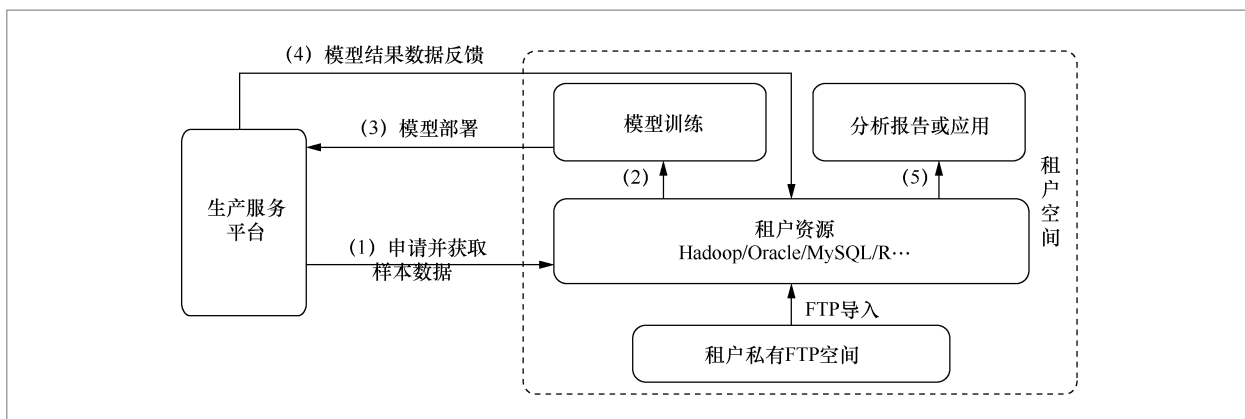 (4) 模型结果数据反馈
模型训练
分析报告或应用
(3) 模型部署
(2)
(5)
租户空间
生产服务
平台
租户资源
Hadoop/Oracle/MySQL/R…
(1) 申请并获取
样本数据
FTP导入
租户私有FTP空间